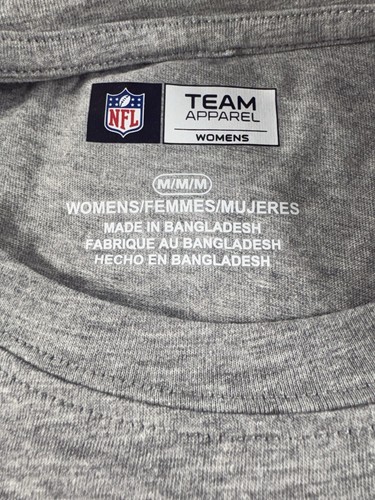 NFL
TEAM
APPAREL
WOMENS
M/M/M
WOMENS/FEMMES/MUJERES
MADE IN BANGLADESH
FABRIQUE AU BANGLADESH
HECHO EN BANGLADESH